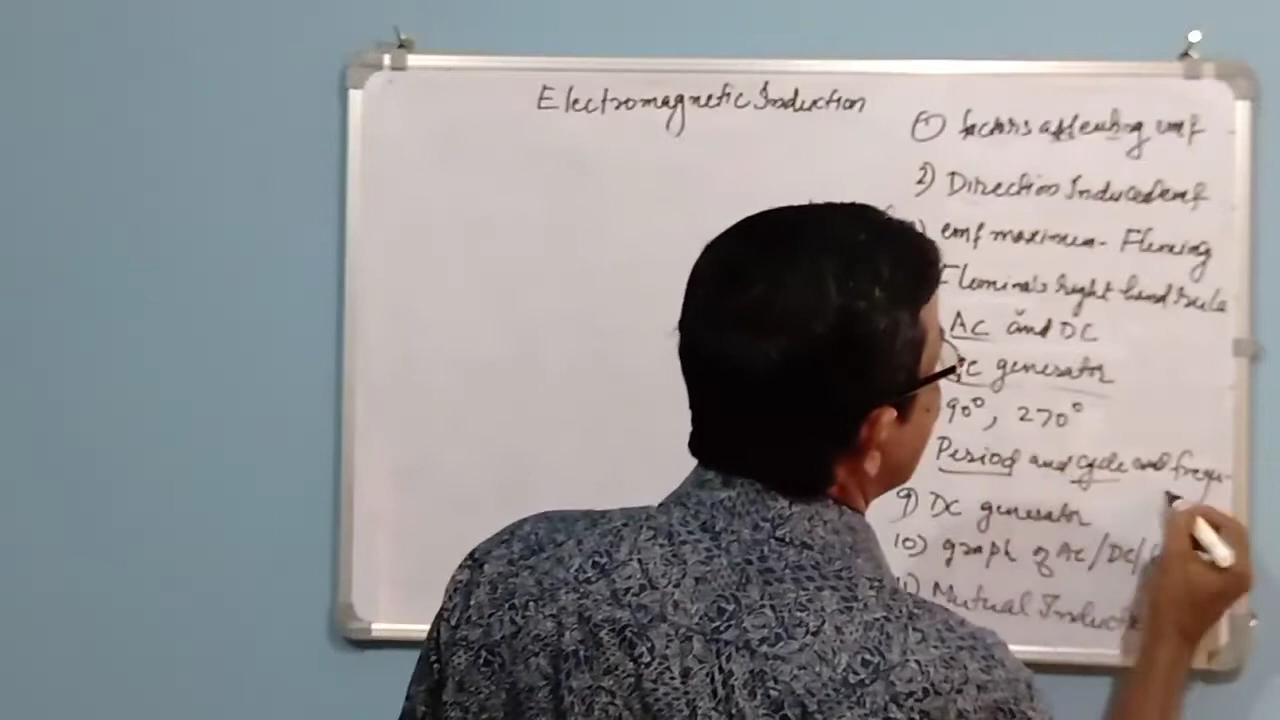 Electromagnetic Induction
1) factors affecting emf
2) Direction Induced emf
) emf maximum - Fleming
Fleming's right hand rule
AC and DC
AC generator
90°, 270°
Period and cycle and frequ-
9) DC generator
10) graph of AC/DC/
11) Mutual Induct